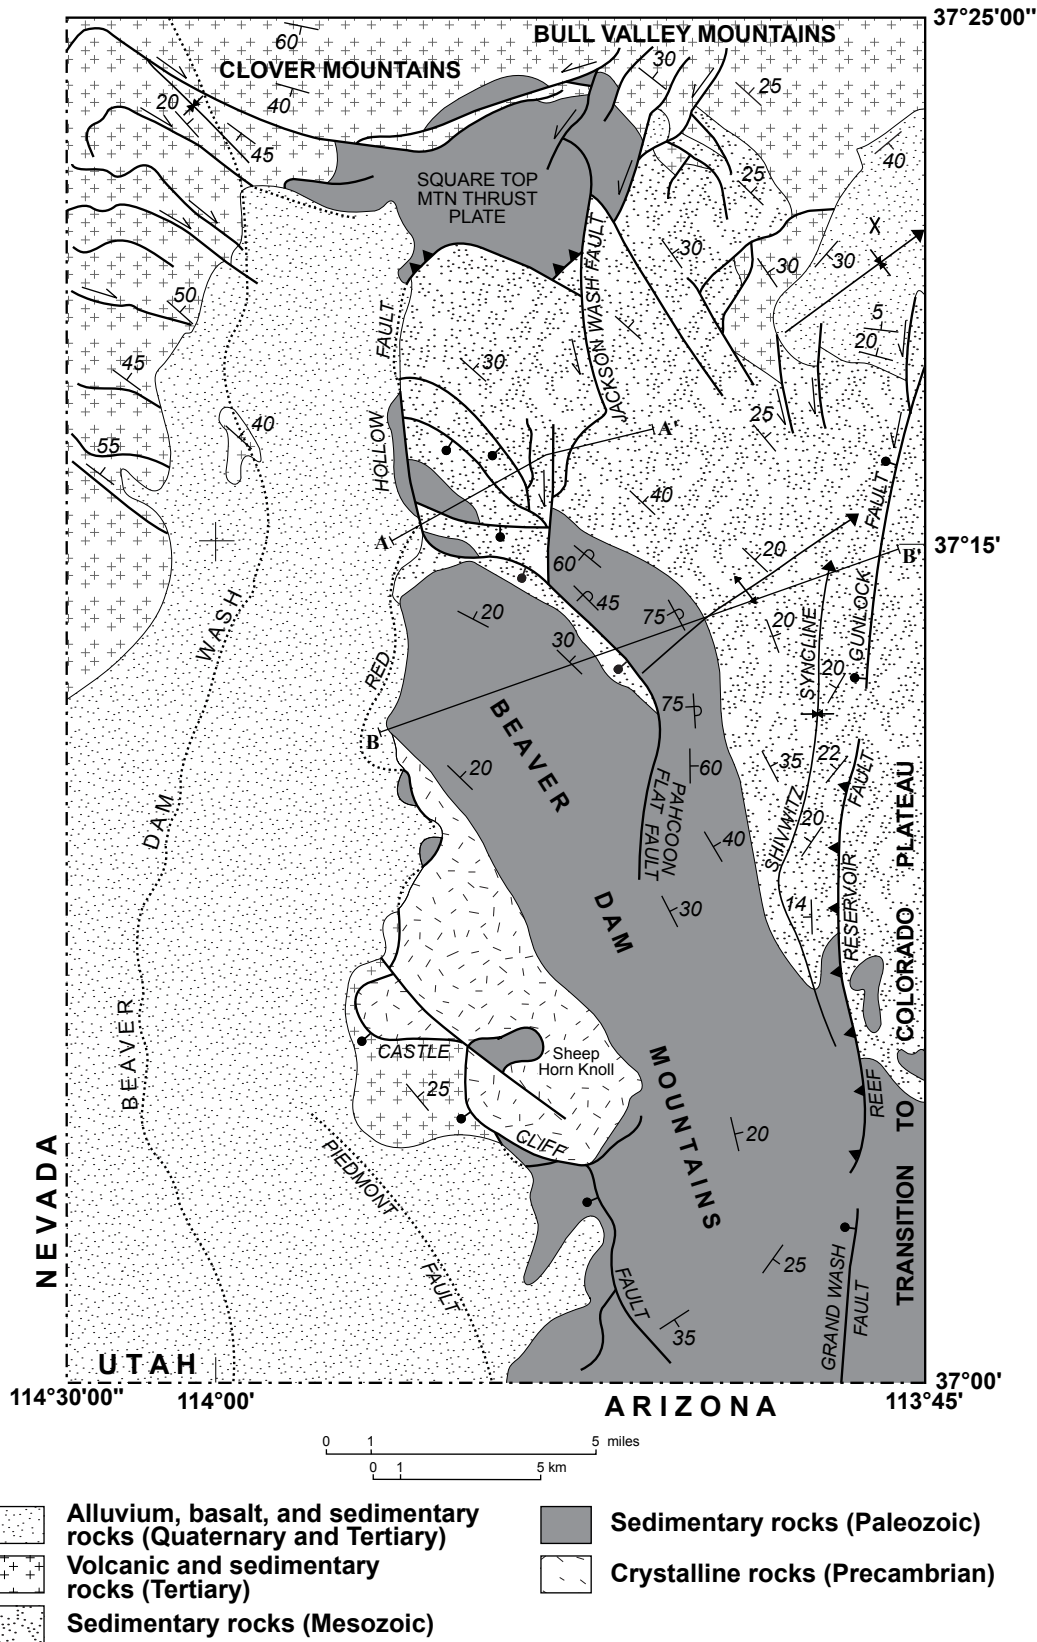 37°25'00"
BULL VALLEY MOUNTAINS
60
30
CLOVER MOUNTAINS
25
20
40
45
40
SQUARE TOP
MTN THRUST
PLATE
25
JACKSON WASH FAULT
X
30
30
30
50
5
20
FAULT
45
30
25
HOLLOW
40
A'
55
40
FAULT
A
37°15'
B'
20
60
WASH
20
45
75
20
GUNLOCK
30
SYNCLINE
RED
20
BEAVER
75
B
20
60
35
22
FAULT
PAHCOON
FLAT FAULT
SHIVWITZ
20
DAM
40
COLORADO PLATEAU
DAM
30
14
RESERVOIR
BEAVER
CASTLE
Sheep
Horn Knoll
MOUNTAINS
25
REEF
20
CLIFF
PIEDMONT
FAULT
NEVADA
TRANSITION TO
25
FAULT
GRAND WASH
FAULT
35
UTAH
37°00'
114°30'00"
114°00'
ARIZONA
113°45'
0 1 5 miles
0 1 5 km
Alluvium, basalt, and sedimentary
rocks (Quaternary and Tertiary)
Volcanic and sedimentary
rocks (Tertiary)
Sedimentary rocks (Mesozoic)
Sedimentary rocks (Paleozoic)
Crystalline rocks (Precambrian)